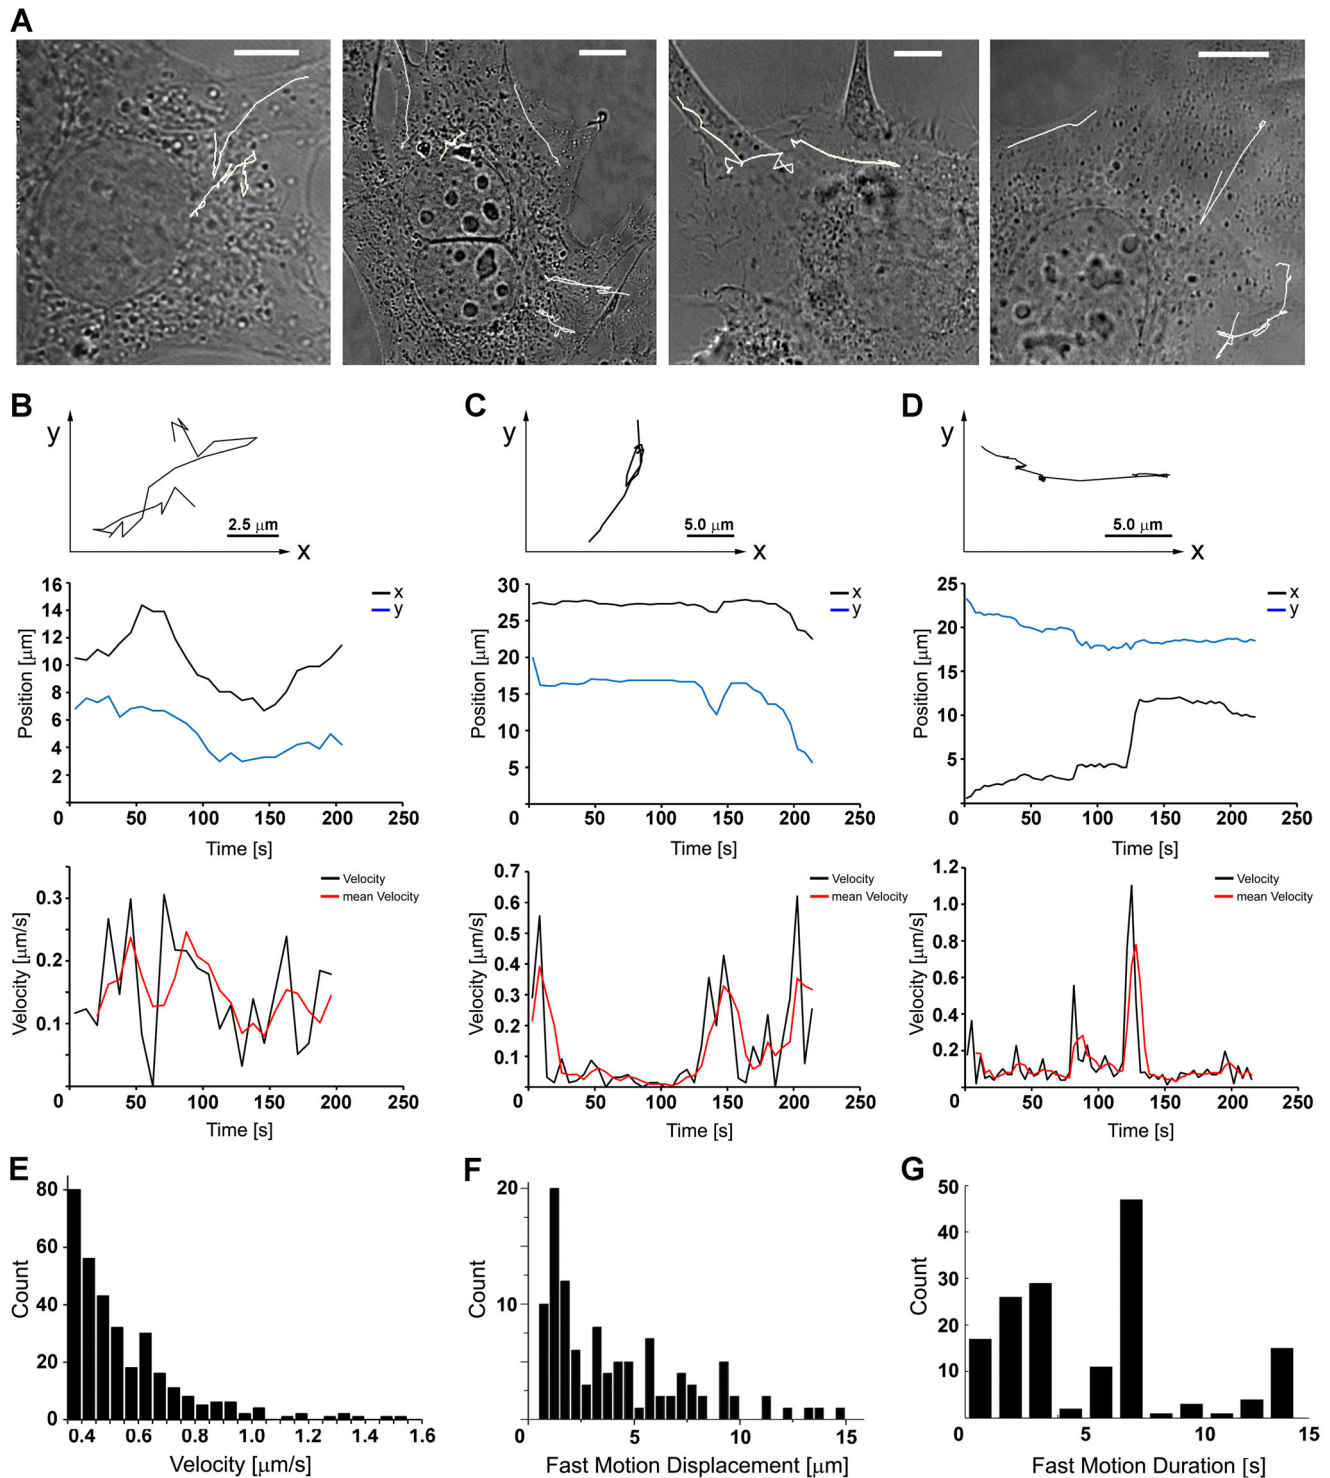 A
B
y
2.5 μm
x
C
y
5.0 μm
x
D
y
5.0 μm
x
16
14
12
10
8
6
4
2
Position [μm]
x
y
0 50 100 150 200 250
Time [s]
30
25
20
15
10
5
Position [μm]
x
y
0 50 100 150 200 250
Time [s]
25
20
15
10
5
Position [μm]
x
y
0 50 100 150 200 250
Time [s]
0.3
0.2
0.1
Velocity [μm/s]
Velocity
mean Velocity
0 50 100 150 200 250
Time [s]
0.7
0.6
0.5
0.4
0.3
0.2
0.1
Velocity [μm/s]
Velocity
mean Velocity
0 50 100 150 200 250
Time [s]
1.2
1.0
0.8
0.6
0.4
0.2
Velocity [μm/s]
Velocity
mean Velocity
0 50 100 150 200 250
Time [s]
E
80
60
40
20
0
Count
0.4 0.6 0.8 1.0 1.2 1.4 1.6
Velocity [μm/s]
F
20
10
Count
0 5 10 15
Fast Motion Displacement [μm]
G
50
40
30
20
10
Count
0 5 10 15
Fast Motion Duration [s]